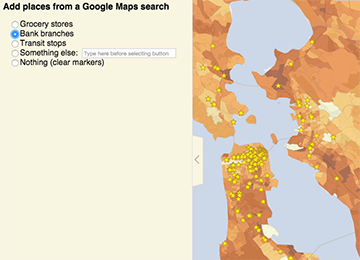 Add places from a Google Maps search
Grocery stores
Bank branches
Transit stops
Something else: Type here before selecting button
Nothing (clear markers)